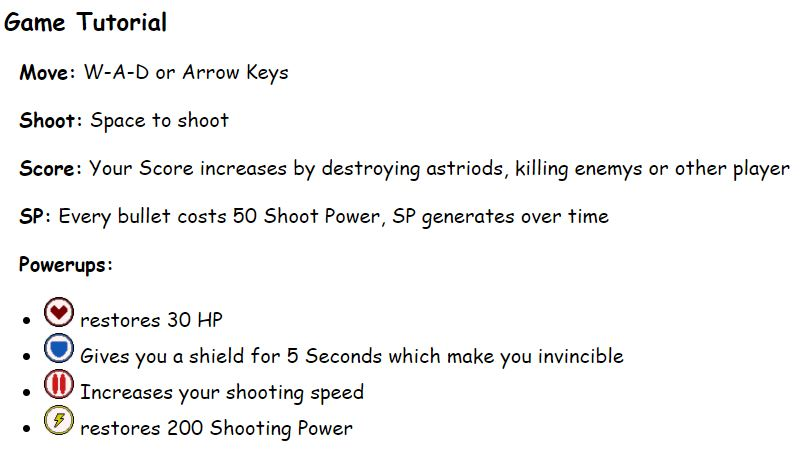 Game Tutorial
Move: W-A-D or Arrow Keys
Shoot: Space to shoot
Score: Your Score increases by destroying astriods, killing enemys or other player
SP: Every bullet costs 50 Shoot Power, SP generates over time
Powerups:
restores 30 HP
Gives you a shield for 5 Seconds which make you invincible
Increases your shooting speed
restores 200 Shooting Power